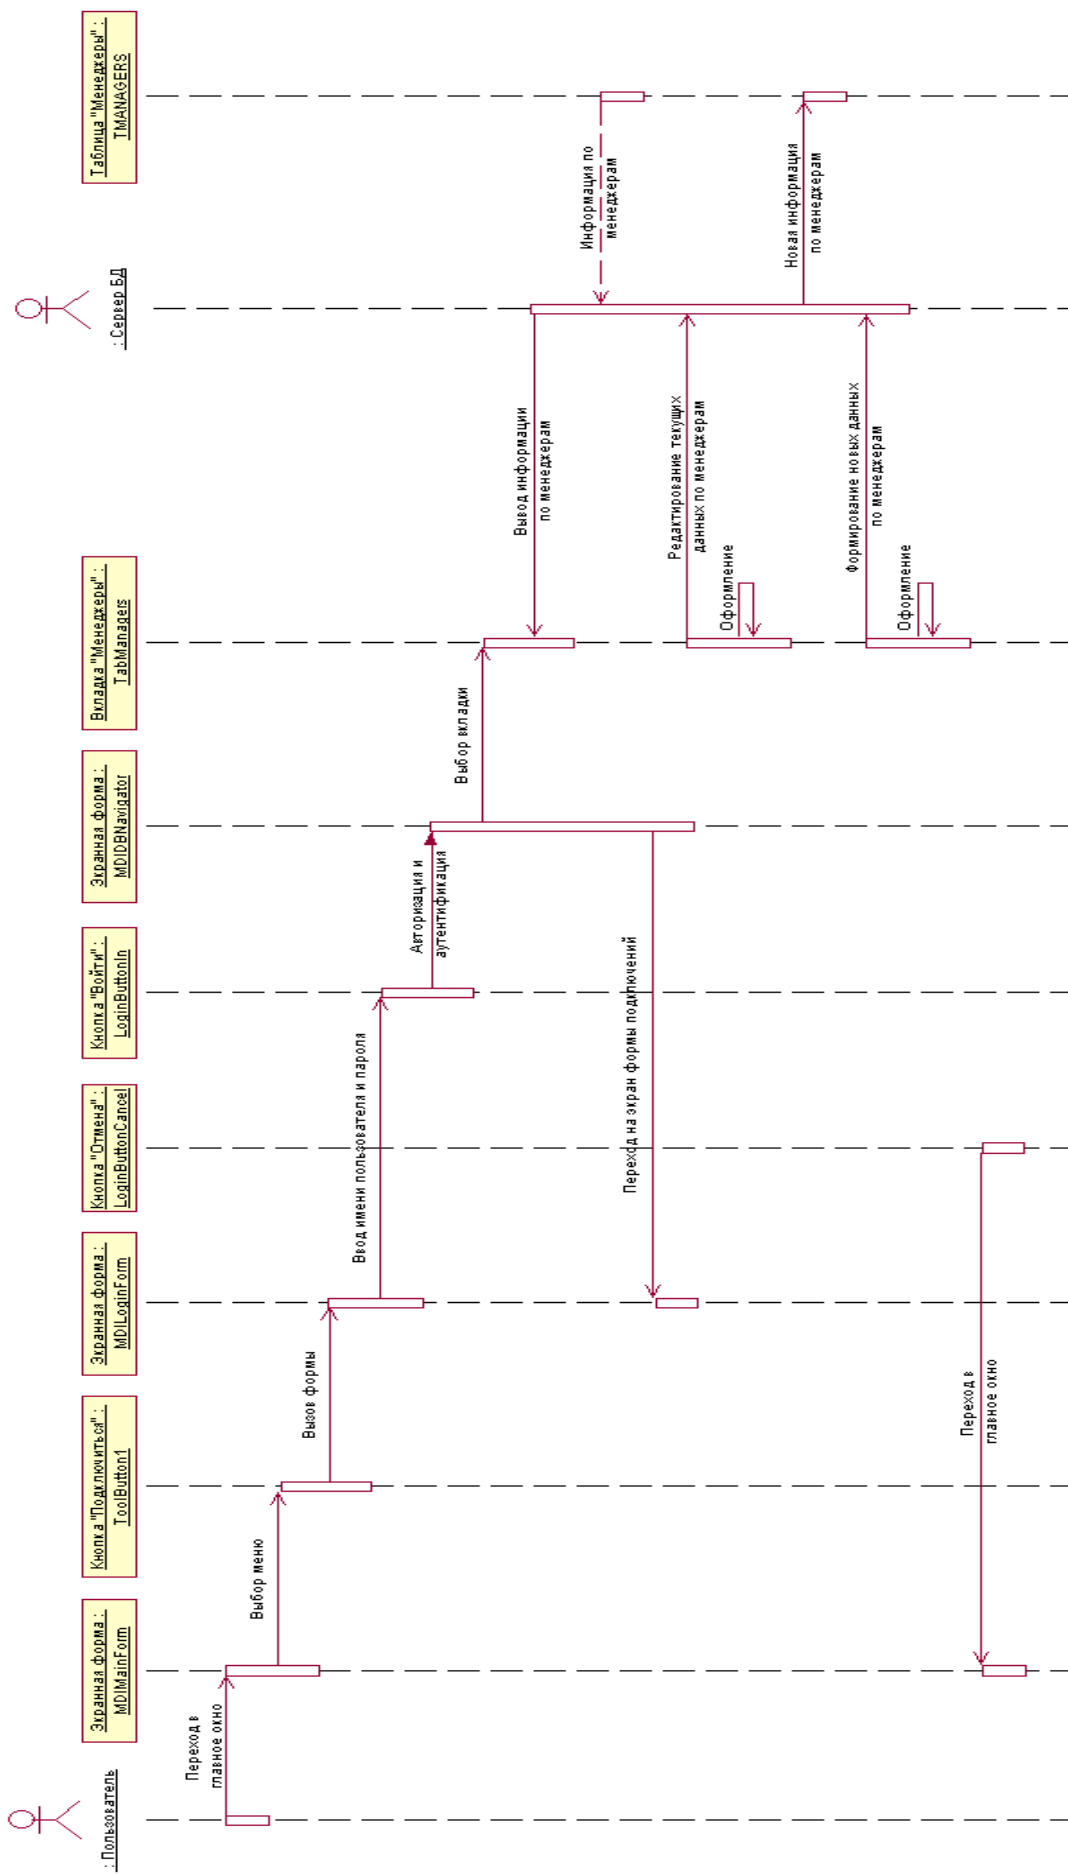 : Пользователь
Экранная форма :
MDIMainForm
Кнопка "Подключиться" :
ToolButton1
Экранная форма :
MDILoginForm
Кнопка "Отмена" :
LoginButtonCancel
Кнопка "Войти" :
LoginButtonIn
Экранная форма :
MDIDBNavigator
Вкладка "Менеджеры" :
TabManagers
: Сервер БД
Таблица "Менеджеры" :
TMANAGERS
Переход в
главное окно
Выбор меню
Вызов формы
Ввод имени пользователя и пароля
Авторизация и
аутентификация
Выбор вкладки
Вывод информации
по менеджерам
Информация по
менеджерам
Переход на экран формы подключений
Редактирование текущих
данных по менеджерам
Оформление
Новая информация
по менеджерам
Формирование новых данных
по менеджерам
Оформление
Переход в
главное окно